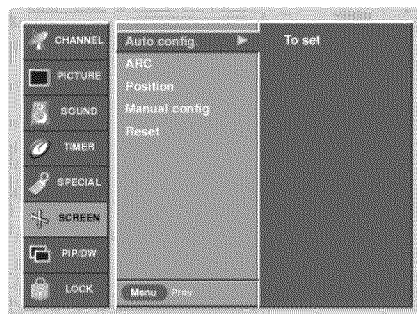 CHANNEL
PICTURE
SOUND
TIMER
SPECIAL
SCREEN
PIP/DW
LOCK
Auto config.
ARC
Position
Manual config
Reset
Menu Prev.
To set